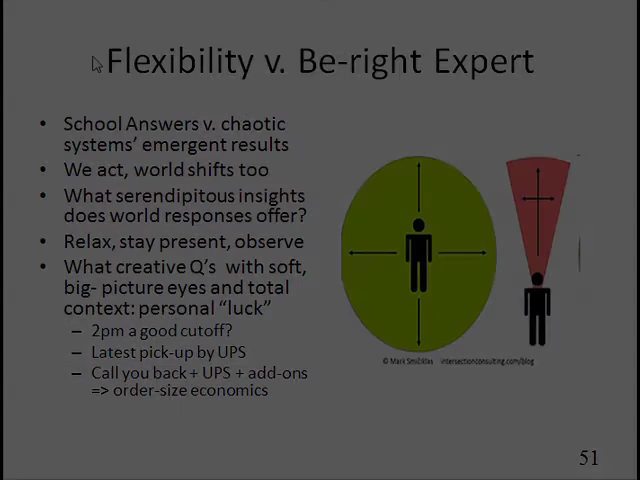 Flexibility v. Be-right Expert
• School Answers v. chaotic
systems’ emergent results
• We act, world shifts too
• What serendipitous insights
does world responses offer?
• Relax, stay present, observe
• What creative Q’s with soft,
big- picture eyes and total
context: personal “luck”
– 2pm a good cutoff?
– Latest pick-up by UPS
– Call you back + UPS + add-ons
=> order-size economics
© Mark Smiciklas intersectionconsulting.com/blog
51